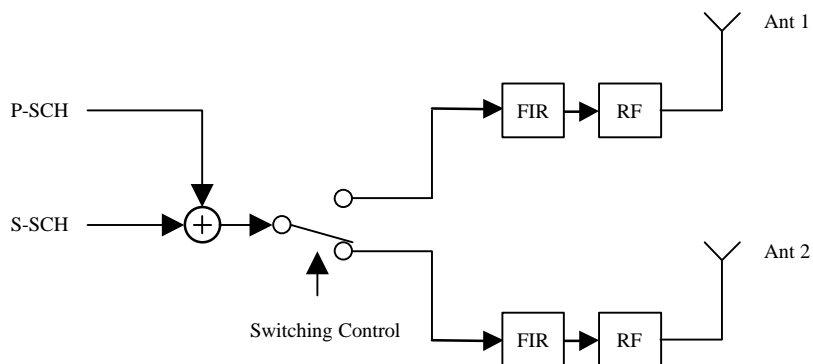 Ant 1
P-SCH
FIR
RF
S-SCH
Ant 2
Switching Control
FIR
RF